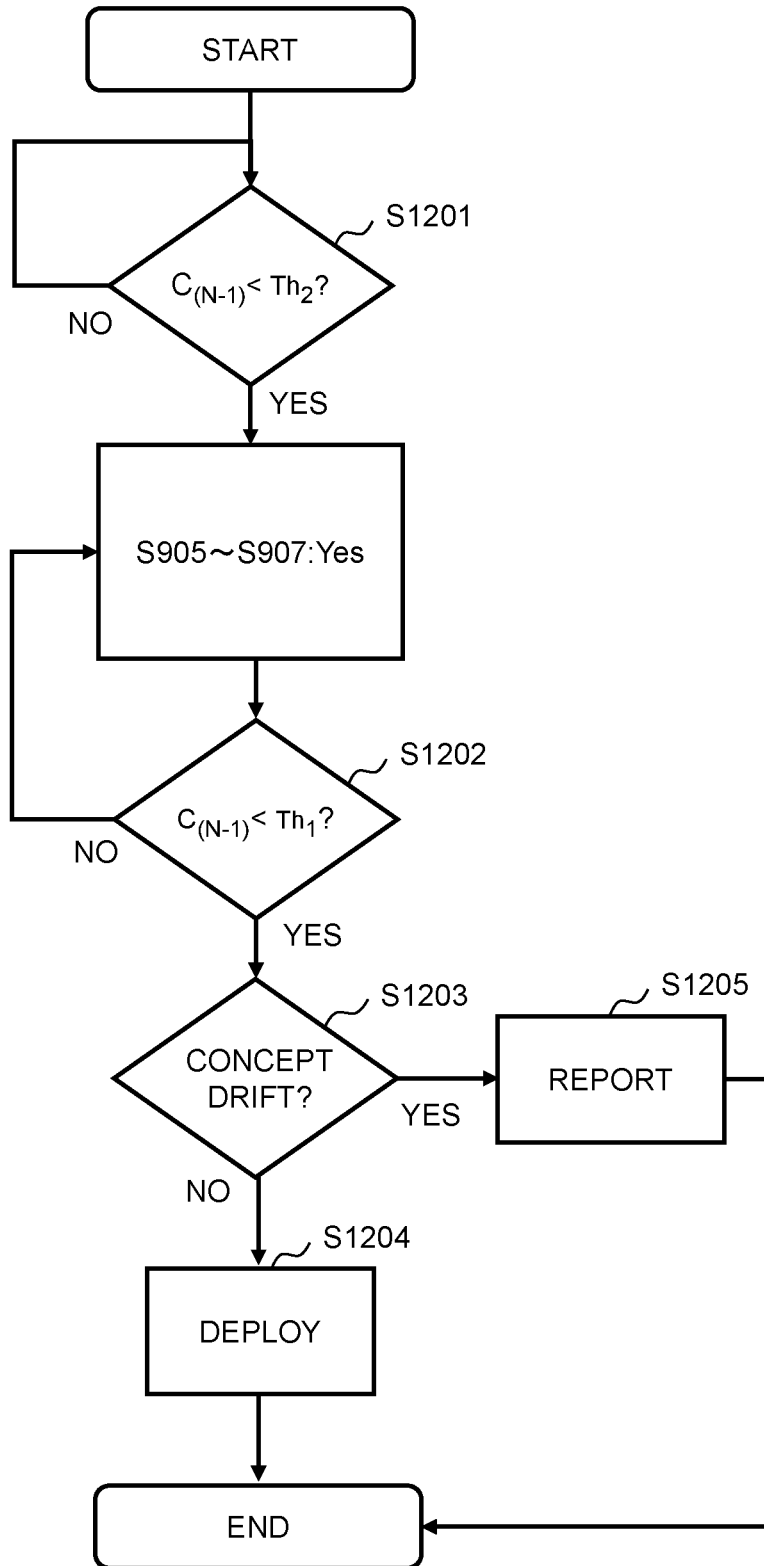 START
S1201
C(N-1)< Th2?
NO
YES
S905～S907:Yes
S1202
C(N-1)< Th1?
NO
YES
S1203
CONCEPT
DRIFT?
YES
S1205
REPORT
NO
S1204
DEPLOY
END